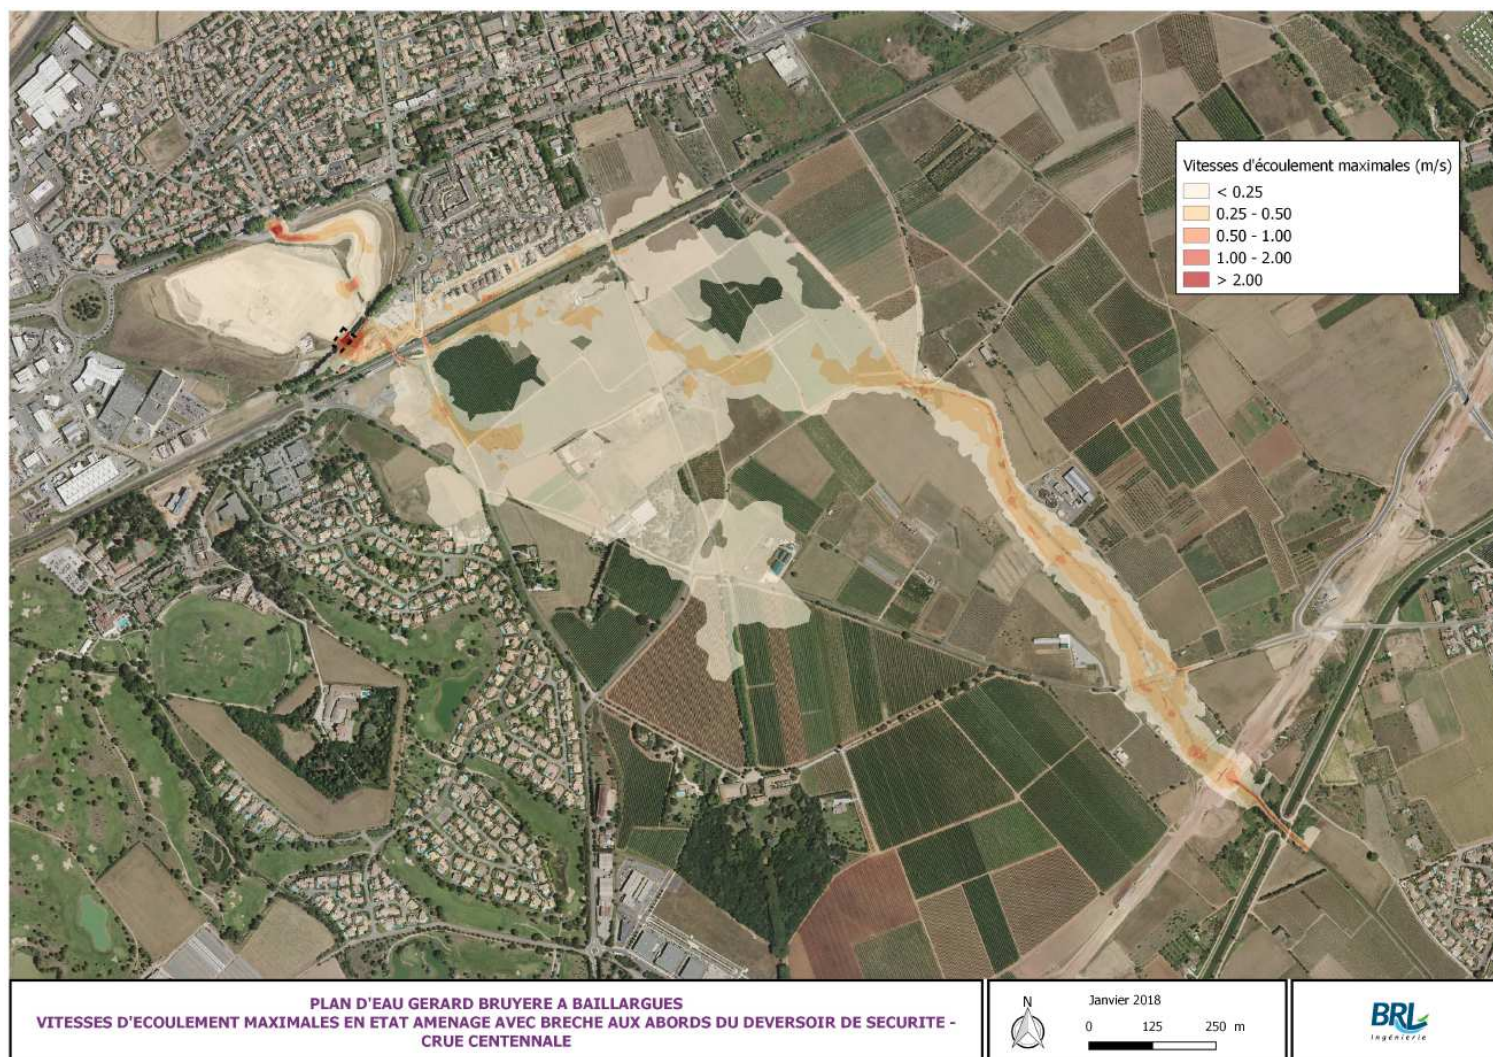 Vitesses d'écoulement maximales (m/s)
< 0.25
0.25 - 0.50
0.50 - 1.00
1.00 - 2.00
> 2.00
PLAN D'EAU GERARD BRUYERE A BAILLARGUES
VITESSES D'ECOULEMENT MAXIMALES EN ETAT AMENAGE AVEC BRECHE AUX ABORDS DU DEVERSOIR DE SECURITE -
CRUE CENTENNALE
N
Janvier 2018
0 125 250 m
BRL
Ingénierie